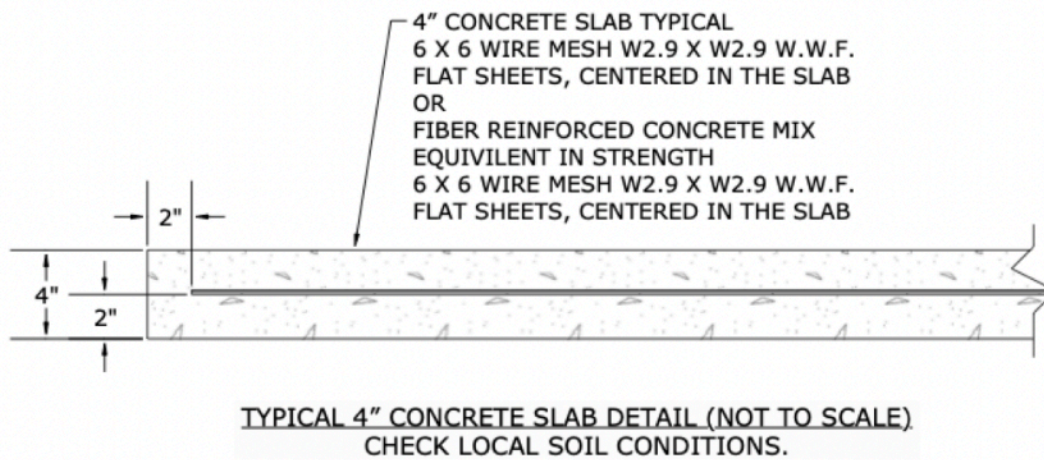 4” CONCRETE SLAB TYPICAL
6 X 6 WIRE MESH W2.9 X W2.9 W.W.F.
FLAT SHEETS, CENTERED IN THE SLAB
OR
FIBER REINFORCED CONCRETE MIX
EQUIVILENT IN STRENGTH
6 X 6 WIRE MESH W2.9 X W2.9 W.W.F.
FLAT SHEETS, CENTERED IN THE SLAB
2"
4"
2"
TYPICAL 4” CONCRETE SLAB DETAIL (NOT TO SCALE)
CHECK LOCAL SOIL CONDITIONS.